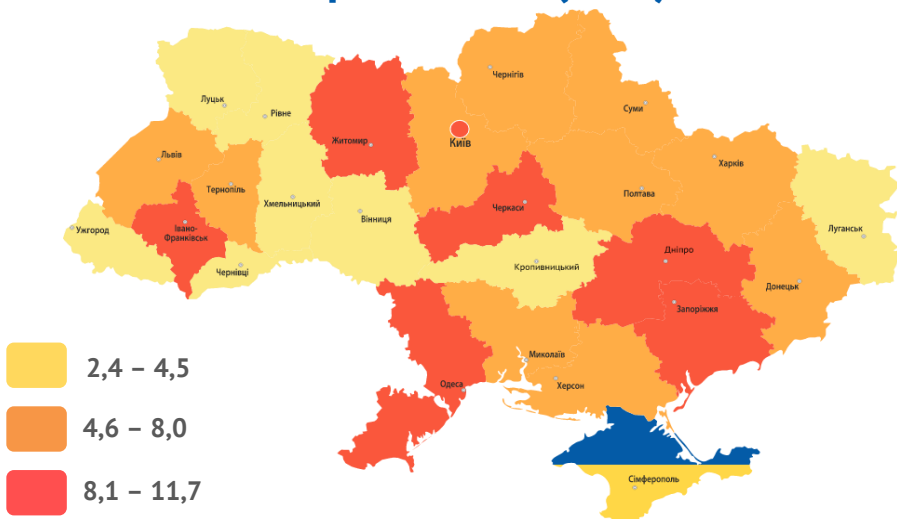 Чернігів
Луцьк
Рівне
Суми
Житомир
Київ
Львів
Харків
Тернопіль
Полтава
Хмельницький
Черкаси
Вінниця
Ужгород
Івано-
Франківськ
Луганськ
Дніпро
Чернівці
Кропивницький
Донецьк
Запоріжжя
Миколаїв
Одеса
Херсон
Сімферополь
2,4 – 4,5
4,6 – 8,0
8,1 – 11,7